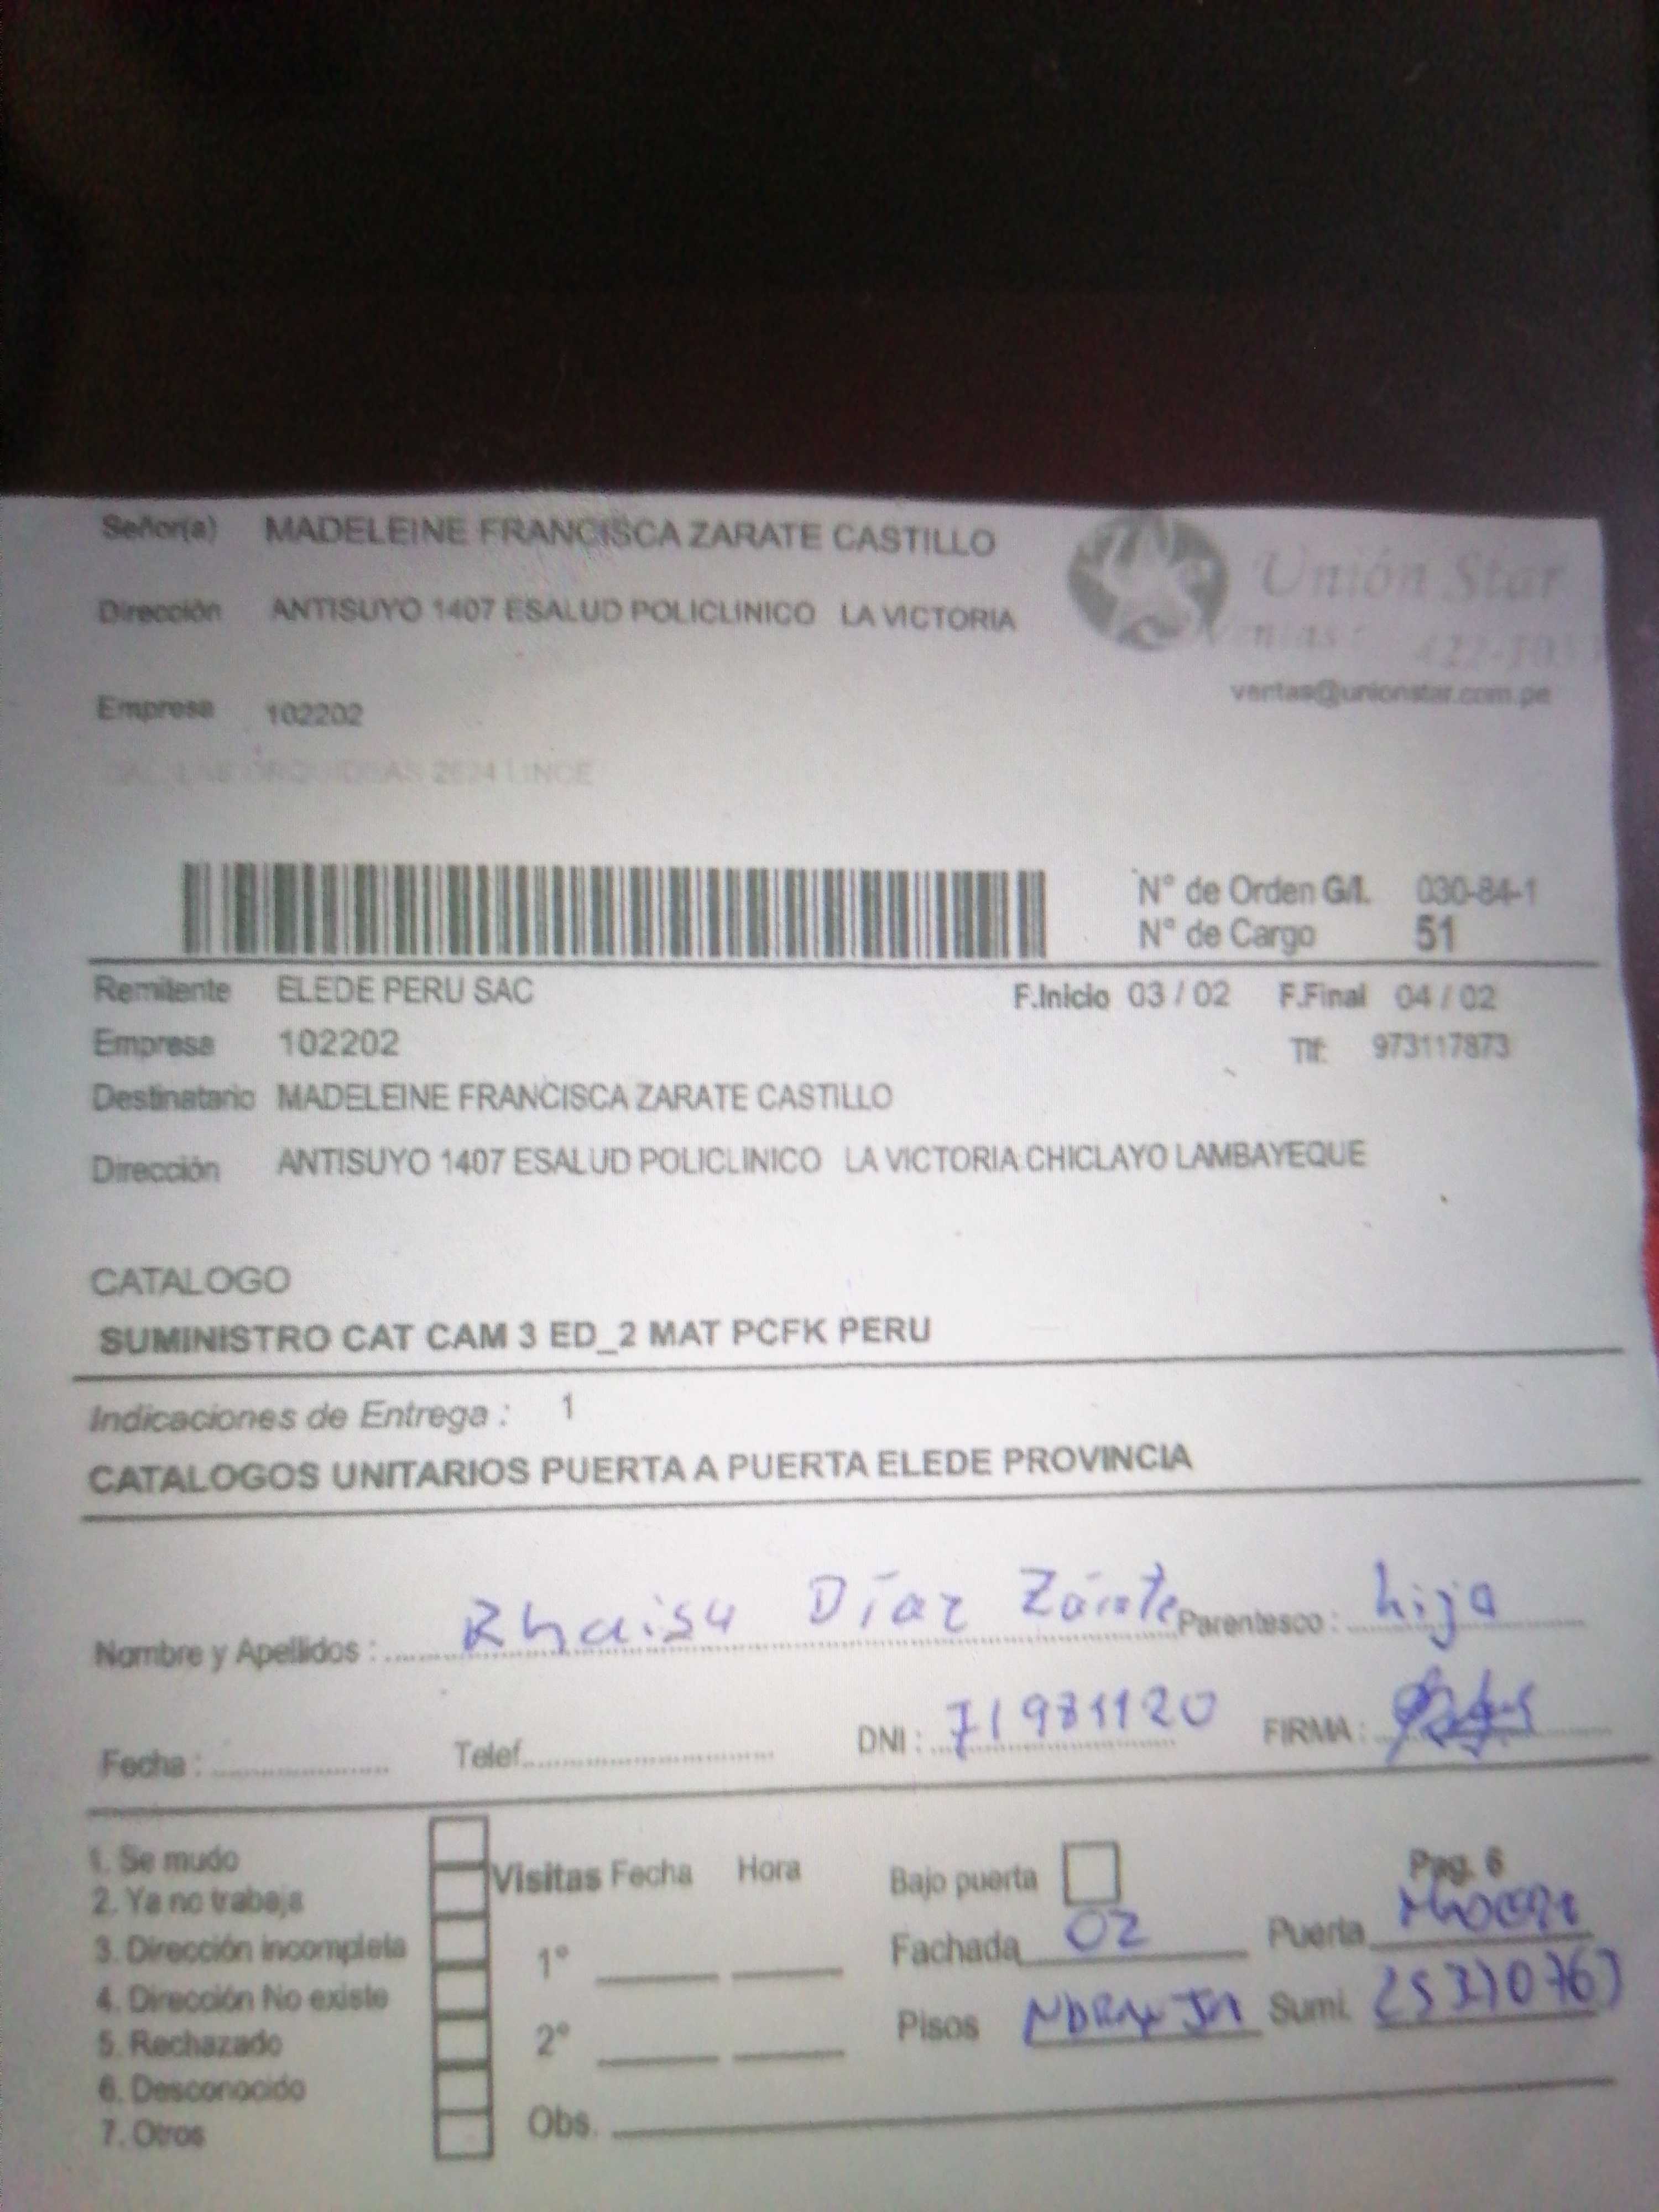 Señor(a) MADELEINE FRANCISCA ZARATE CASTILLO
Unión Star
Dirección ANTISUYO 1407 ESALUD POLICLINICO LA VICTORIA
ventas@unionstar.com.pe
Empresa 102202
ORQUIDEAS LINCE
N° de Orden G/I. 030-84-1
N° de Cargo 51
Remitente ELEDE PERU SAC F.Inicio 03 / 02 F.Final 04 / 02
Empresa 102202 Tlf: 973117873
Destinatario MADELEINE FRANCISCA ZARATE CASTILLO
Dirección ANTISUYO 1407 ESALUD POLICLINICO LA VICTORIA CHICLAYO LAMBAYEQUE
CATALOGO
SUMINISTRO CAT CAM 3 ED_2 MAT PCFK PERU
Indicaciones de Entrega : 1
CATALOGOS UNITARIOS PUERTA A PUERTA ELEDE PROVINCIA
Nombre y Apellidos : Rhaisa Díaz Zárate Parentesco : hija
Fecha : Telef. DNI : 71981120 FIRMA :
1. Se mudo
2. Ya no trabaja
3. Dirección incompleta
4. Dirección No existe
5. Rechazado
6. Desconocido
7. Otros
Visitas Fecha Hora
1°
2°
Obs.
Bajo puerta Pag. 6
Fachada 02 Puerta
Pisos Sumi.